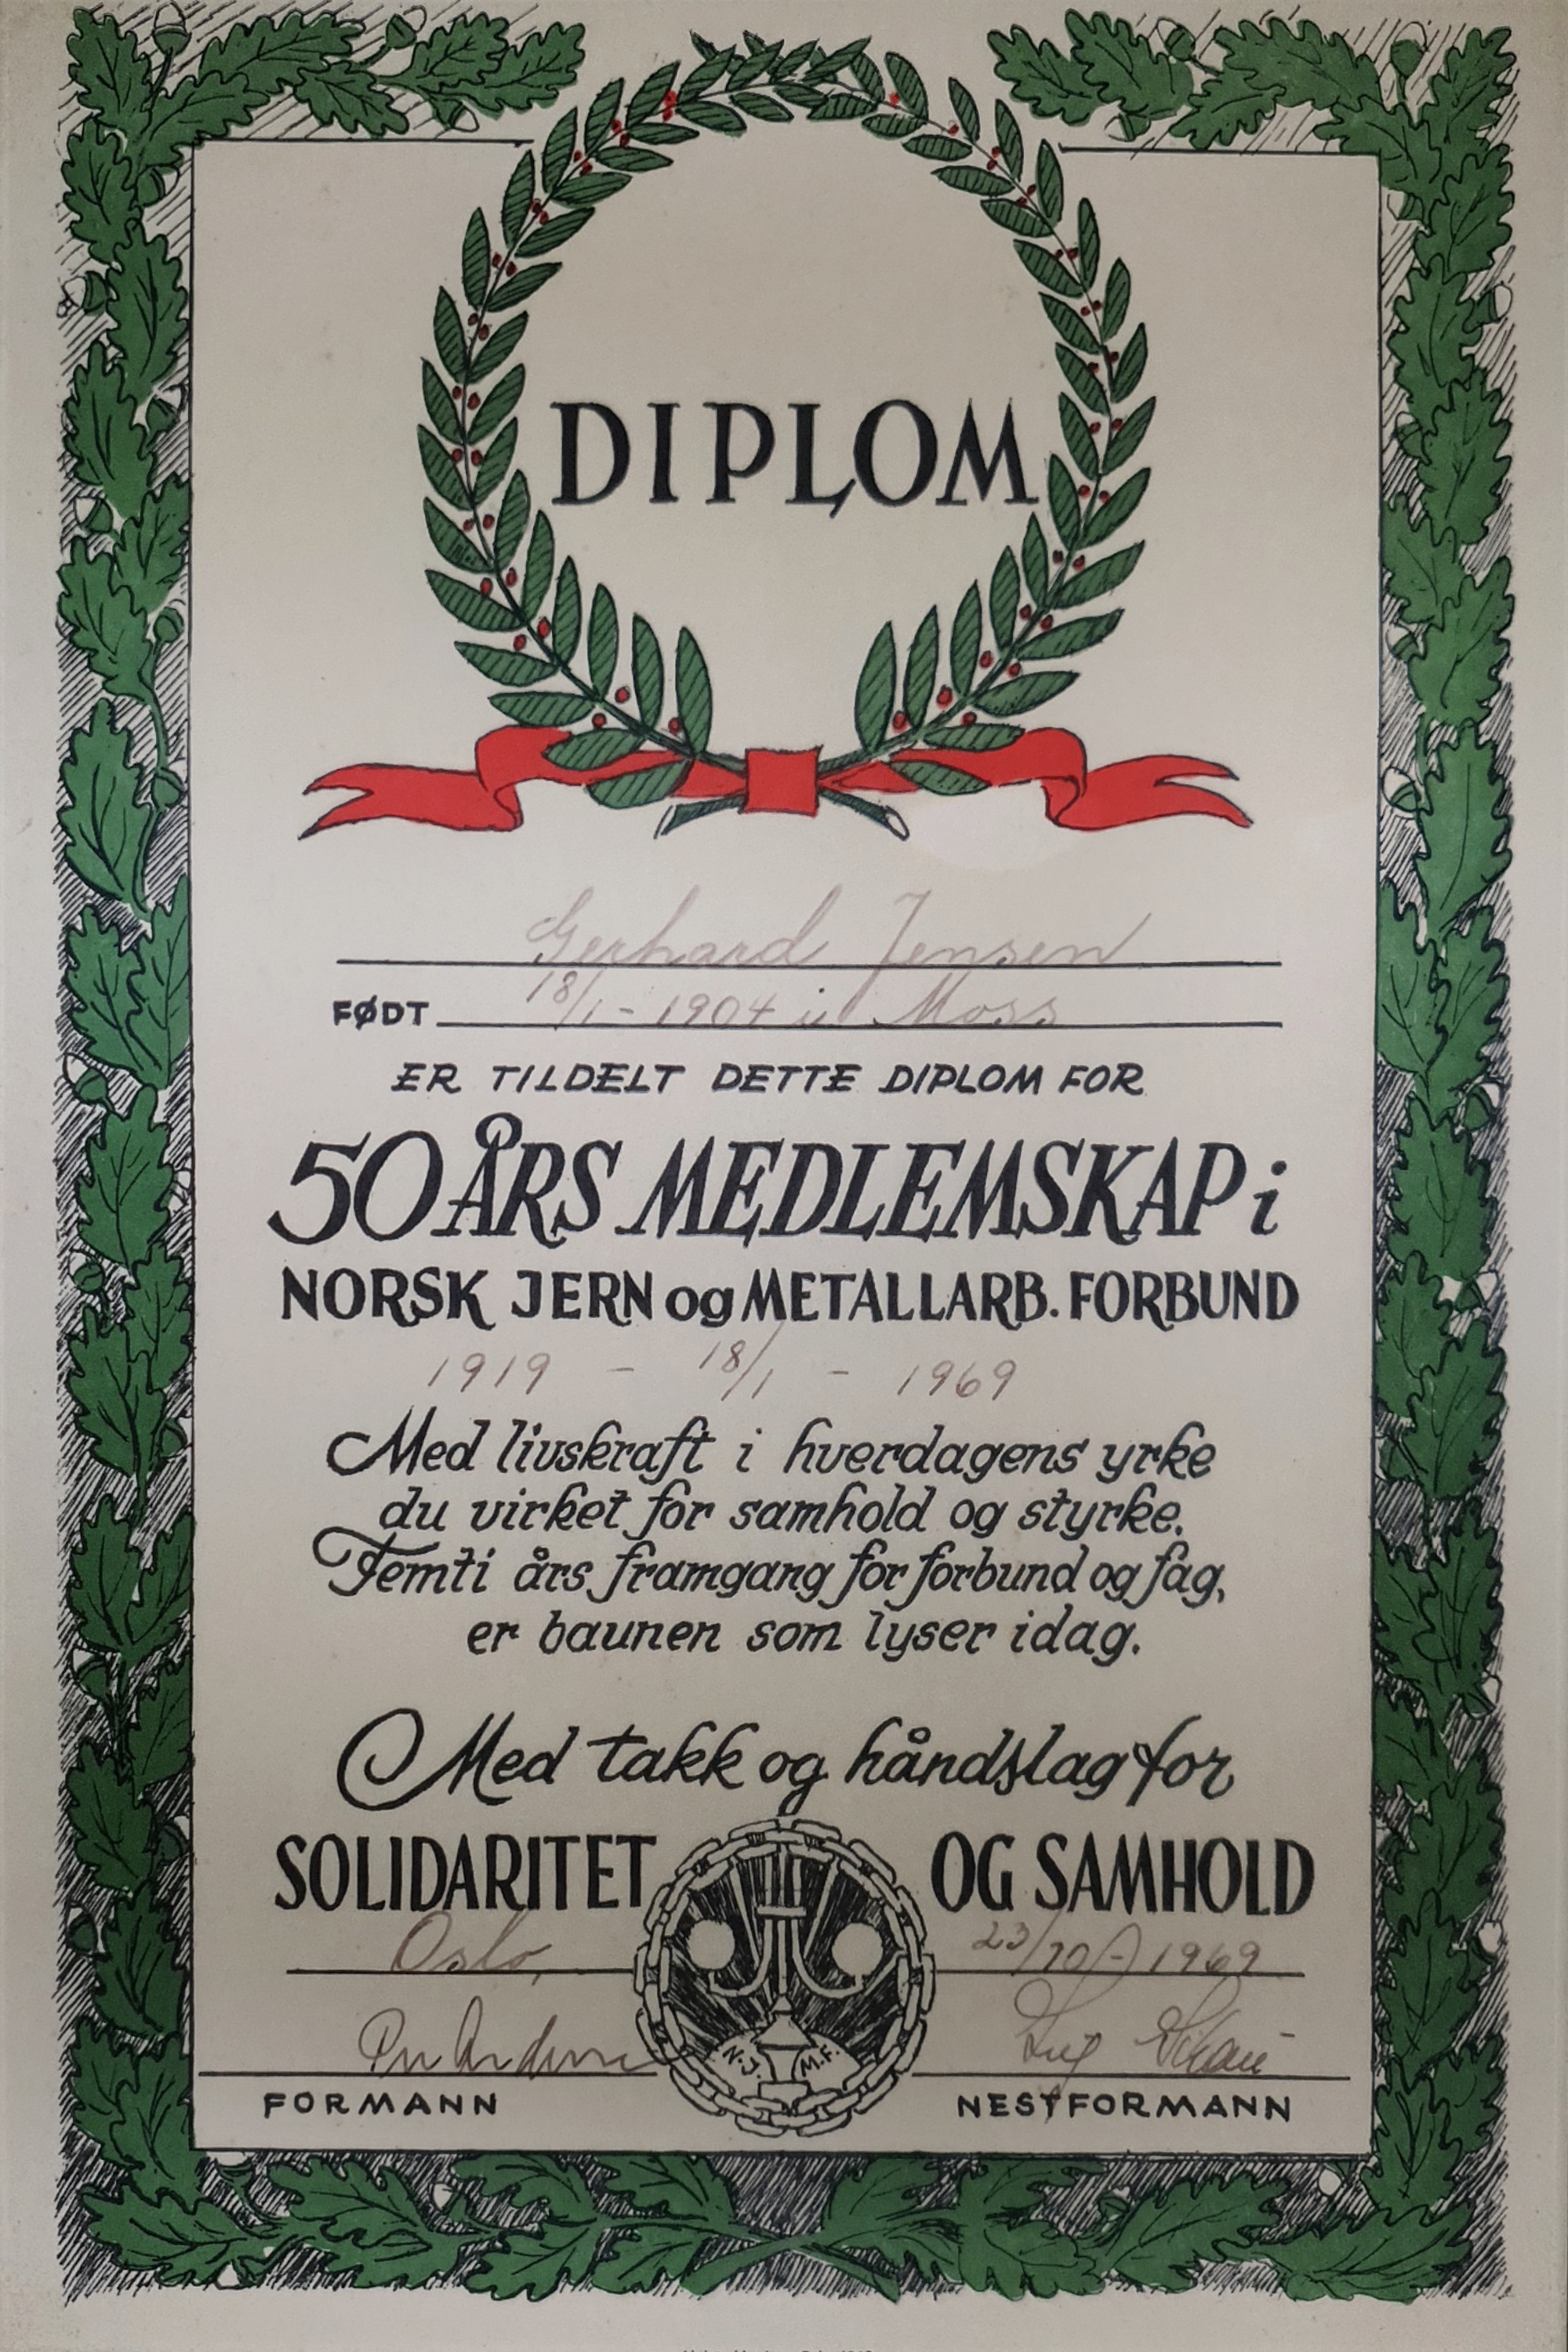 DIPLOM
Gerhard Jensen
FØDT 18/1 - 1904 i Moss
ER TILDELT DETTE DIPLOM FOR
50 ÅRS MEDLEMSKAP i
NORSK JERN og METALLARB. FORBUND
1919 - 18/1 - 1969
Med livskraft i hverdagens yrke
du virket for samhold og styrke.
Femti års framgang for forbund og fag,
er baunen som lyser idag.
Med takk og håndslag for
SOLIDARITET OG SAMHOLD
Oslo, 23/10 - 1969
N.J. M.F.
FORMANN NESTFORMANN